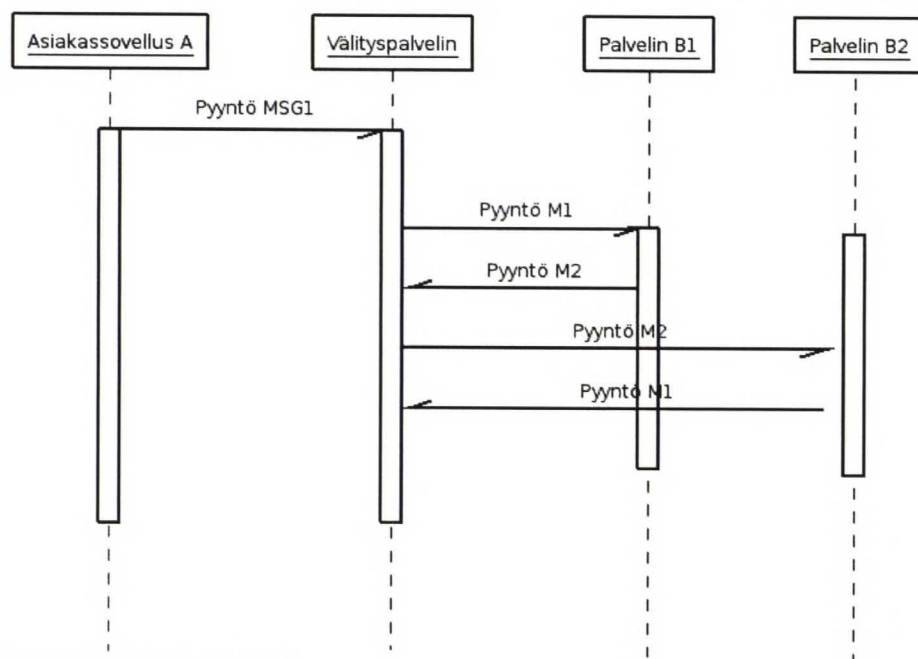 Asiakassovellus A
Välityspalvelin
Palvelin B1
Palvelin B2
Pyyntö MSG1
Pyyntö M1
Pyyntö M2
Pyyntö M2
Pyyntö M1